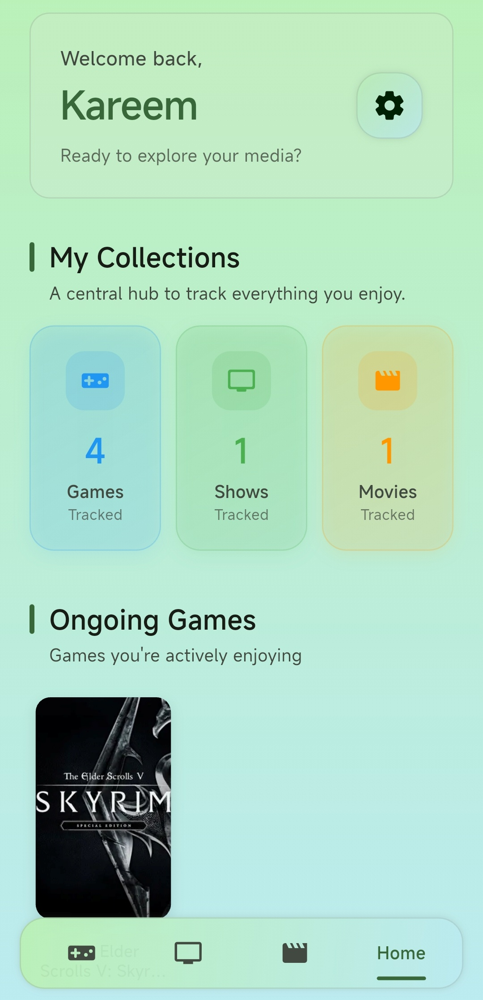 Welcome back,
Kareem
Ready to explore your media?
My Collections
A central hub to track everything you enjoy.
4
Games
Tracked
1
Shows
Tracked
1
Movies
Tracked
Ongoing Games
Games you're actively enjoying
The Elder Scrolls V
SKYRIM
SPECIAL EDITION
Elder
Scrolls V: Skyr...
Home